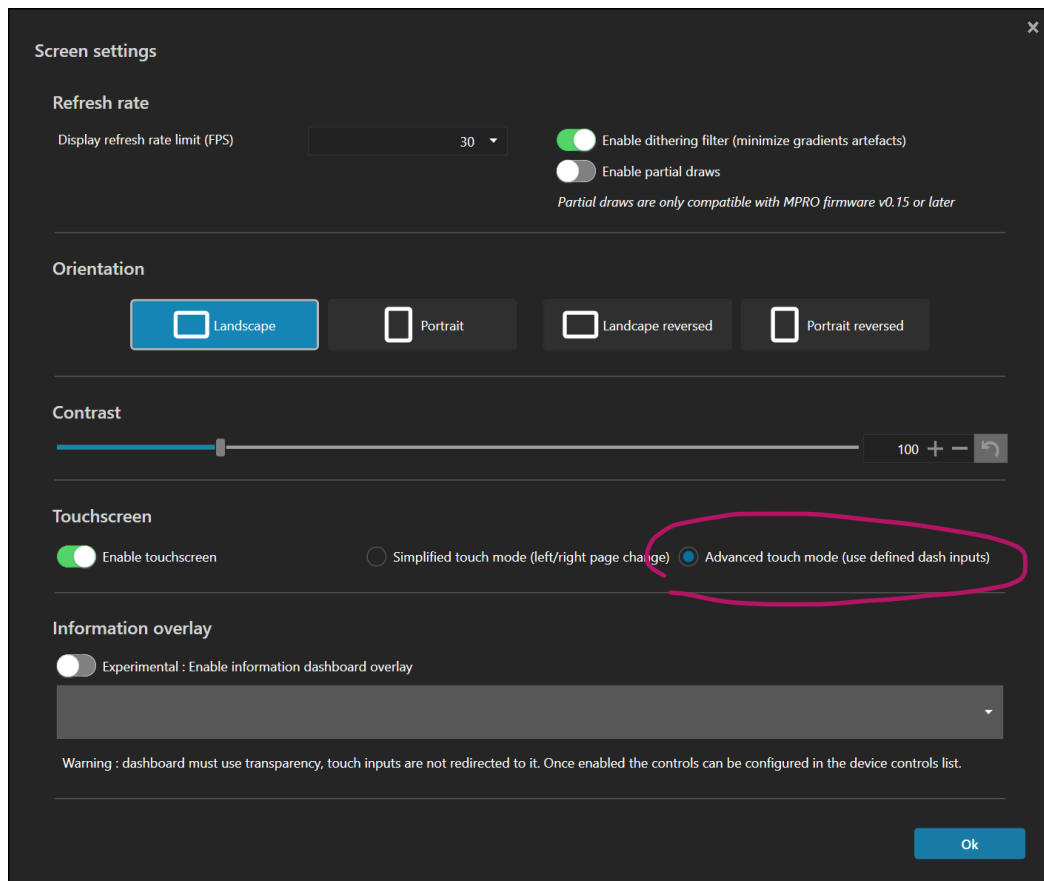 Screen settings
Refresh rate
Display refresh rate limit (FPS)
30
Enable dithering filter (minimize gradients artefacts)
Enable partial draws
Partial draws are only compatible with MPRO firmware v0.15 or later
Orientation
Landscape
Portrait
Landcape reversed
Portrait reversed
Contrast
100
Touchscreen
Enable touchscreen
Simplified touch mode (left/right page change)
Advanced touch mode (use defined dash inputs)
Information overlay
Experimental : Enable information dashboard overlay
Warning : dashboard must use transparency, touch inputs are not redirected to it. Once enabled the controls can be configured in the device controls list.
Ok